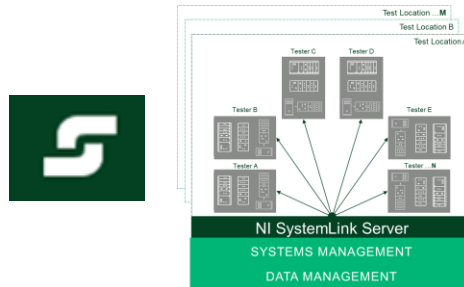 Test Location ...M
Test Location B
Test Location A
Tester C
Tester D
Tester B
Tester E
Tester A
Tester ...N
NI SystemLink Server
SYSTEMS MANAGEMENT
DATA MANAGEMENT